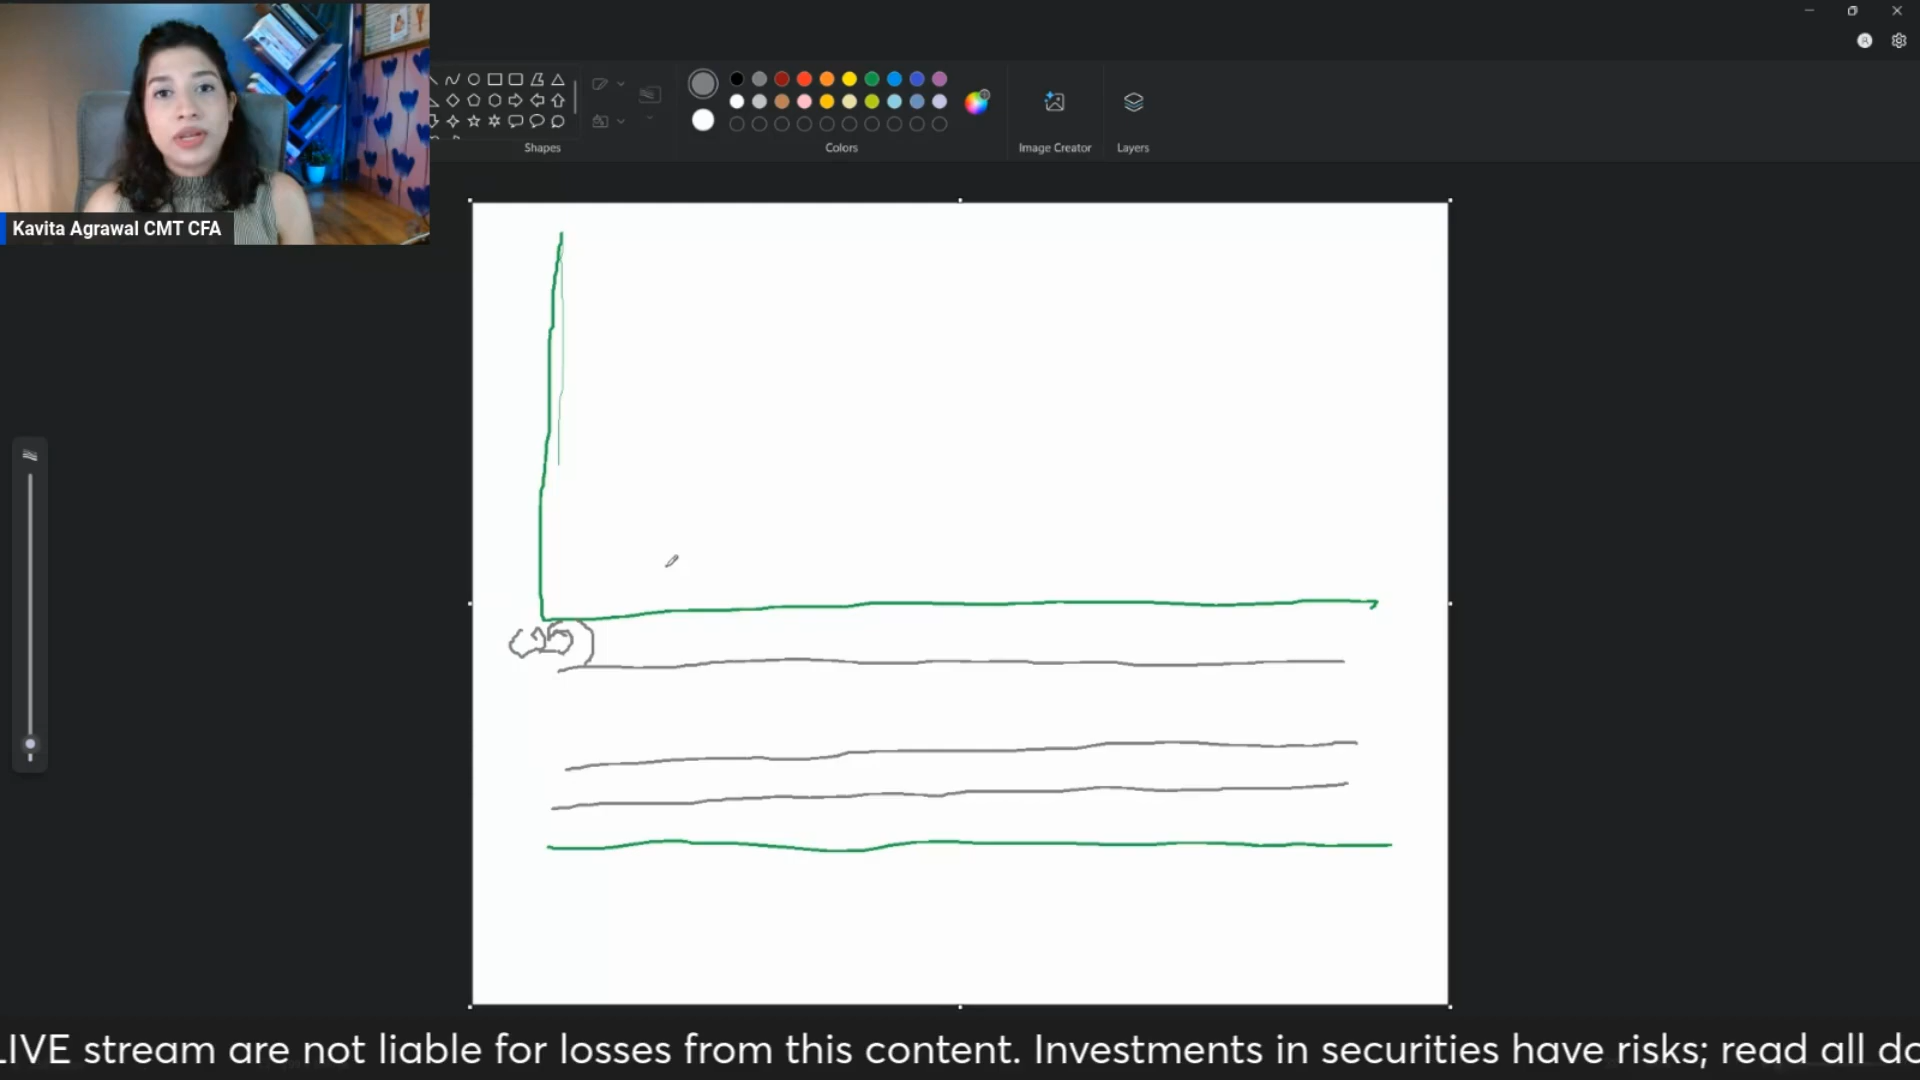 Kavita Agrawal CMT CFA
Shapes
Colors
Image Creator
Layers
LIVE stream are not liable for losses from this content. Investments in securities have risks; read all